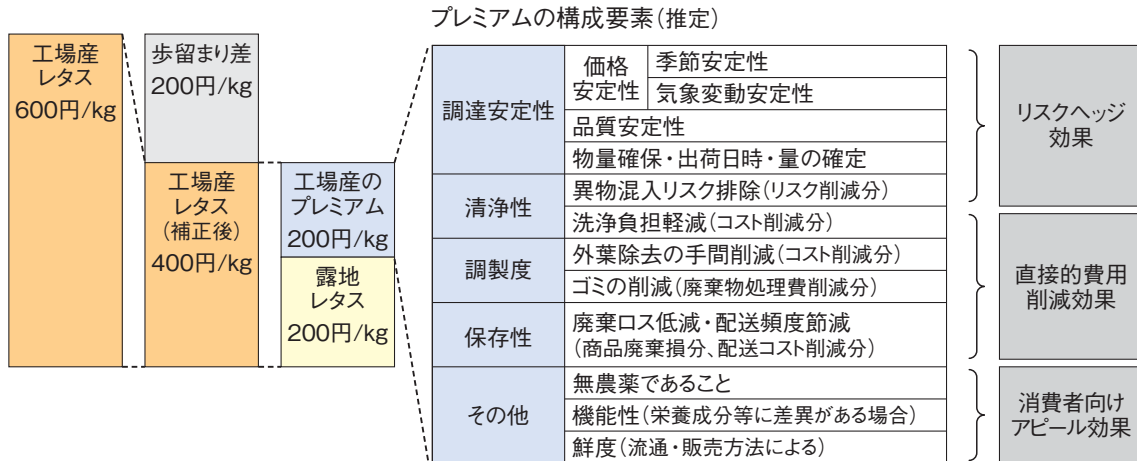 プレミアムの構成要素（推定）
工場産
レタス
600円/kg
歩留まり差
200円/kg
工場産
レタス
（補正後）
400円/kg
工場産の
プレミアム
200円/kg
露地
レタス
200円/kg
調達安定性
価格
安定性
季節安定性
気象変動安定性
品質安定性
物量確保・出荷日時・量の確定
清浄性
異物混入リスク排除（リスク削減分）
洗浄負担軽減（コスト削減分）
調製度
外葉除去の手間削減（コスト削減分）
ゴミの削減（廃棄物処理費削減分）
保存性
廃棄ロス低減・配送頻度節減
（商品廃棄損分、配送コスト削減分）
その他
無農薬であること
機能性（栄養成分等に差異がある場合）
鮮度（流通・販売方法による）
リスクヘッジ
効果
直接的費用
削減効果
消費者向け
アピール効果